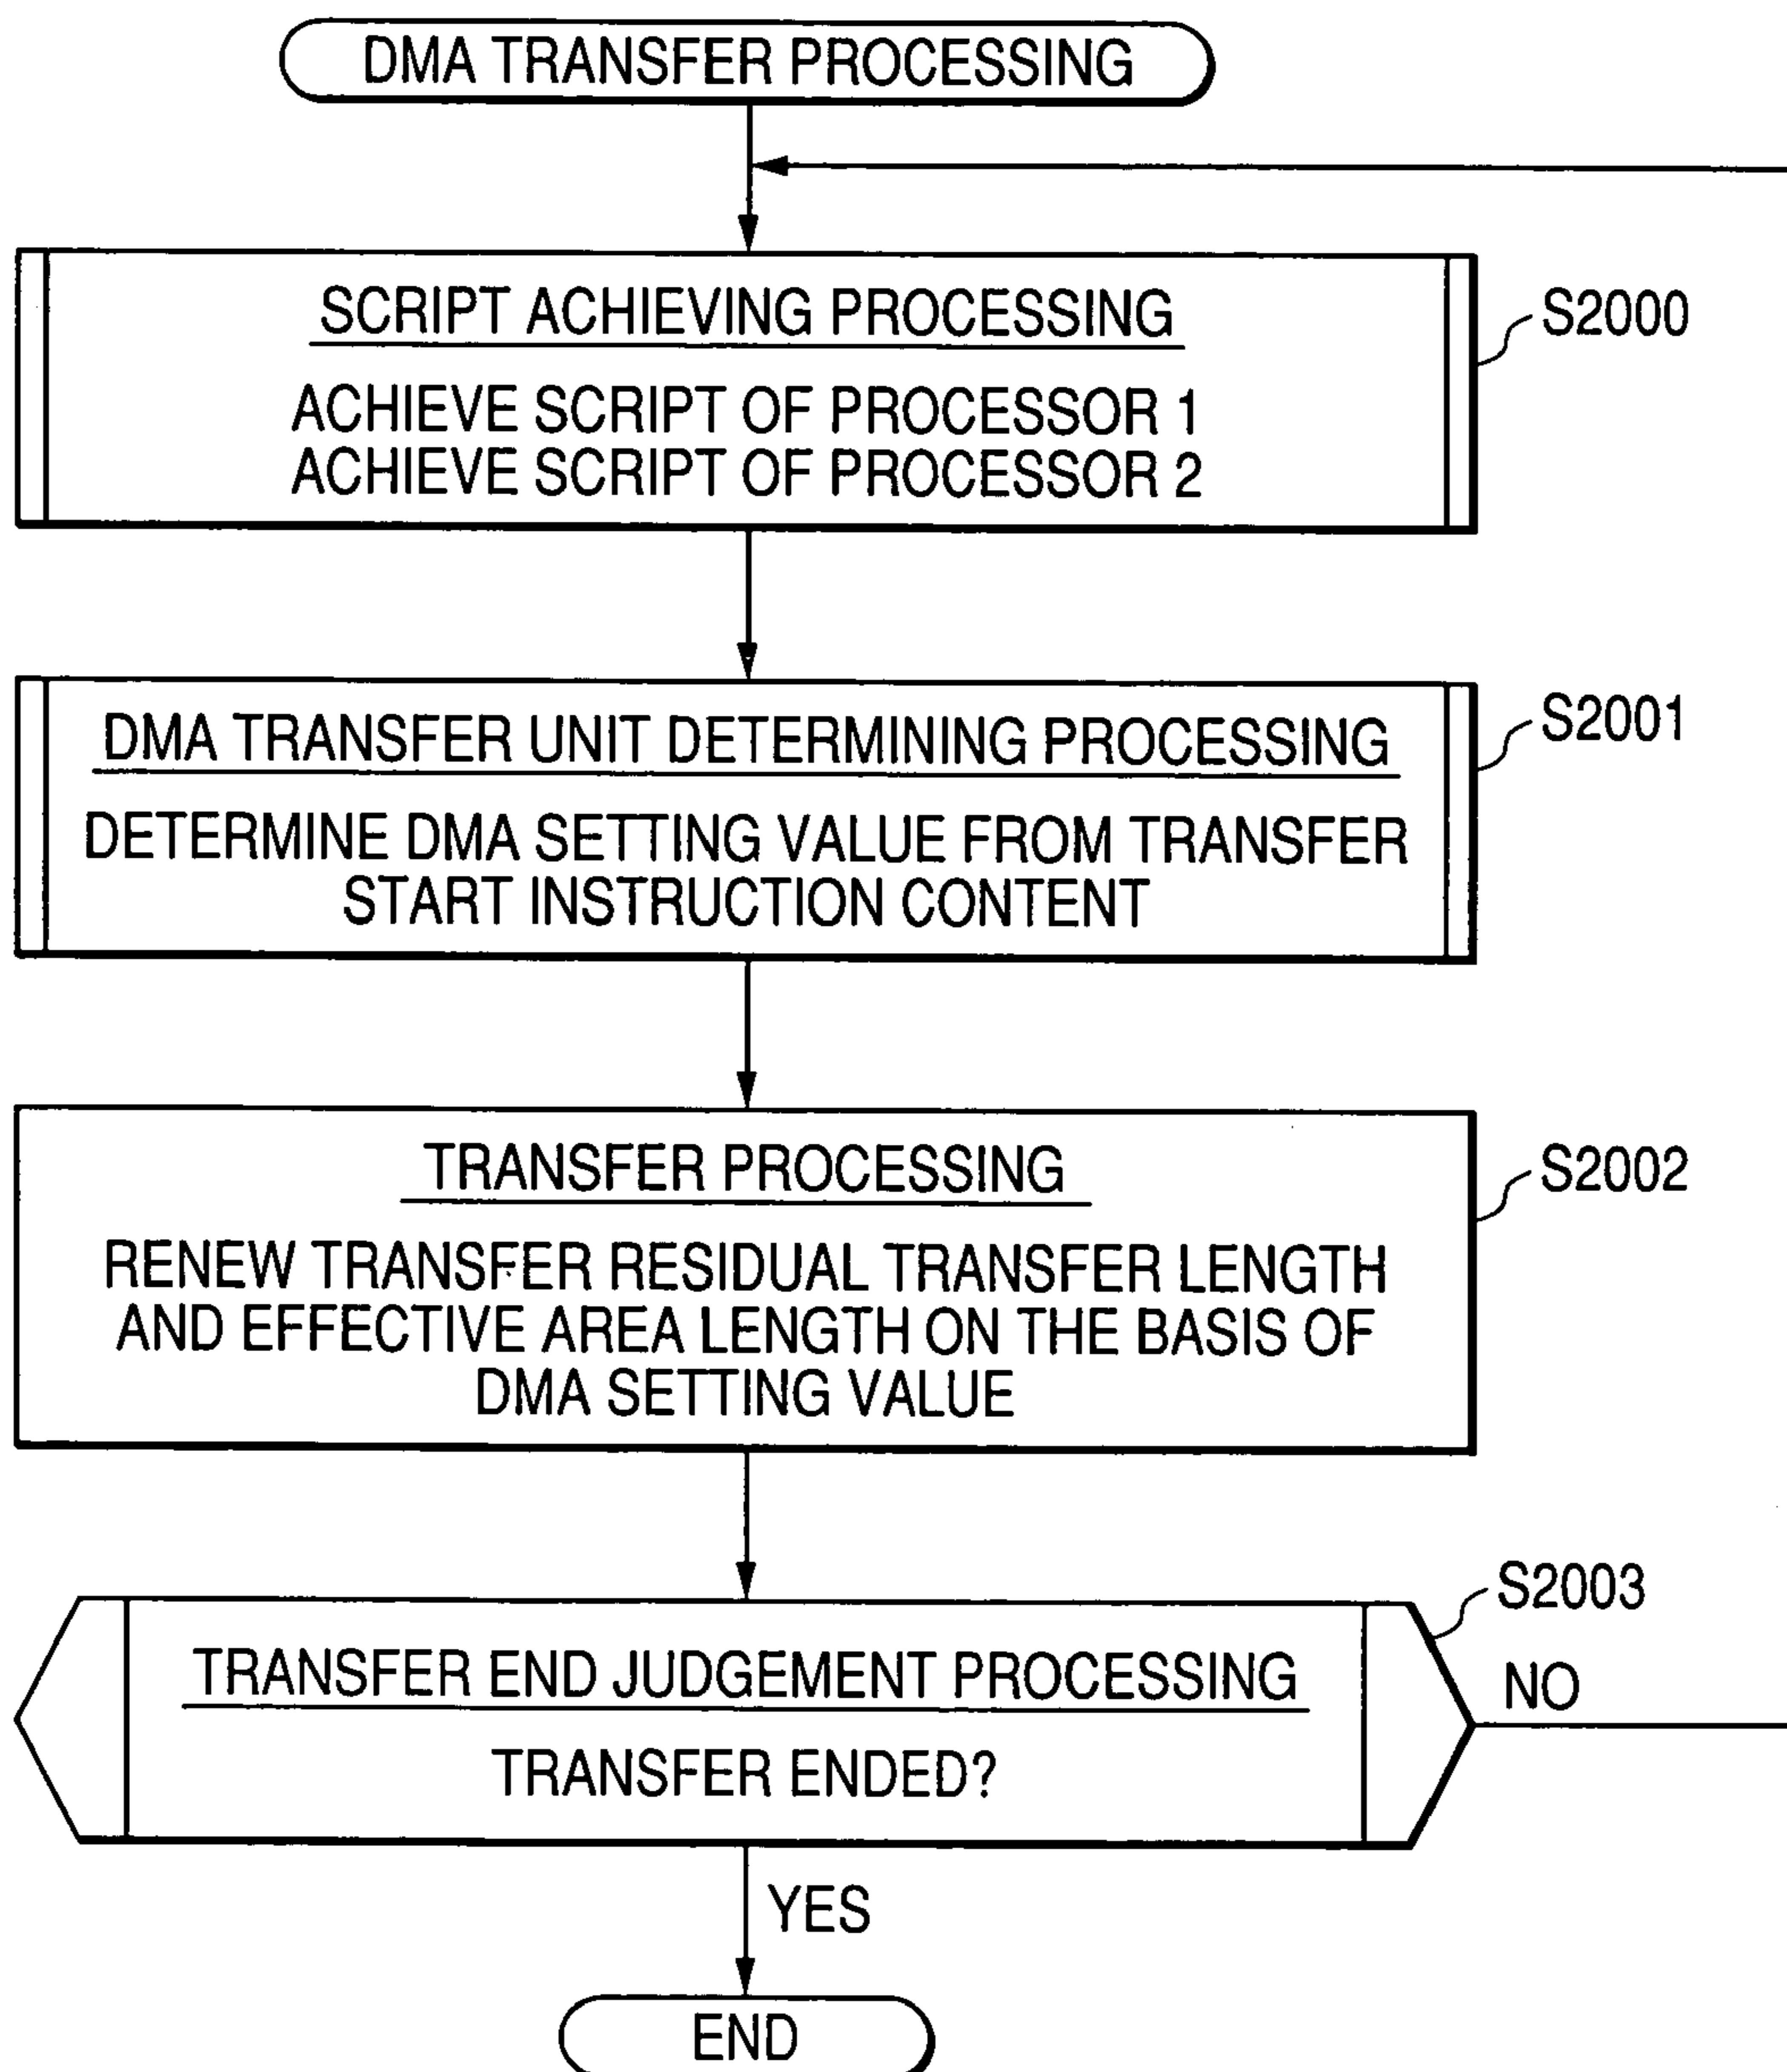 DMA TRANSFER PROCESSING
SCRIPT ACHIEVING PROCESSING
S2000
ACHIEVE SCRIPT OF PROCESSOR 1
ACHIEVE SCRIPT OF PROCESSOR 2
DMA TRANSFER UNIT DETERMINING PROCESSING
S2001
DETERMINE DMA SETTING VALUE FROM TRANSFER
START INSTRUCTION CONTENT
TRANSFER PROCESSING
S2002
RENEW TRANSFER RESIDUAL TRANSFER LENGTH
AND EFFECTIVE AREA LENGTH ON THE BASIS OF
DMA SETTING VALUE
S2003
TRANSFER END JUDGEMENT PROCESSING
NO
TRANSFER ENDED?
YES
END